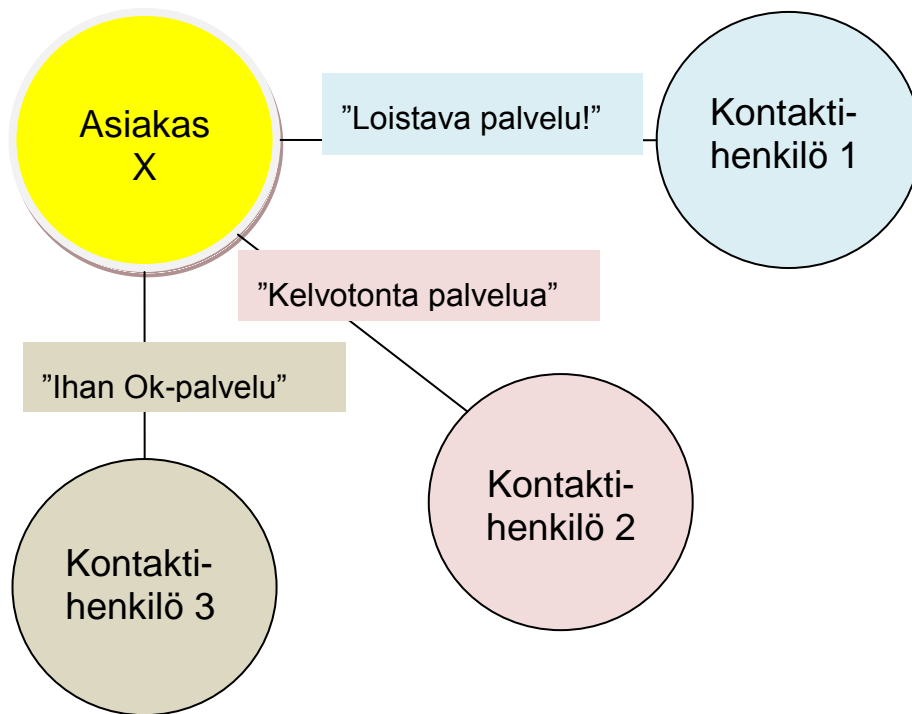 Asiakas
X
”Loistava palvelu!”
Kontakti-
henkilö 1
”Kelvotonta palvelua”
”Ihan Ok-palvelu”
Kontakti-
henkilö 2
Kontakti-
henkilö 3